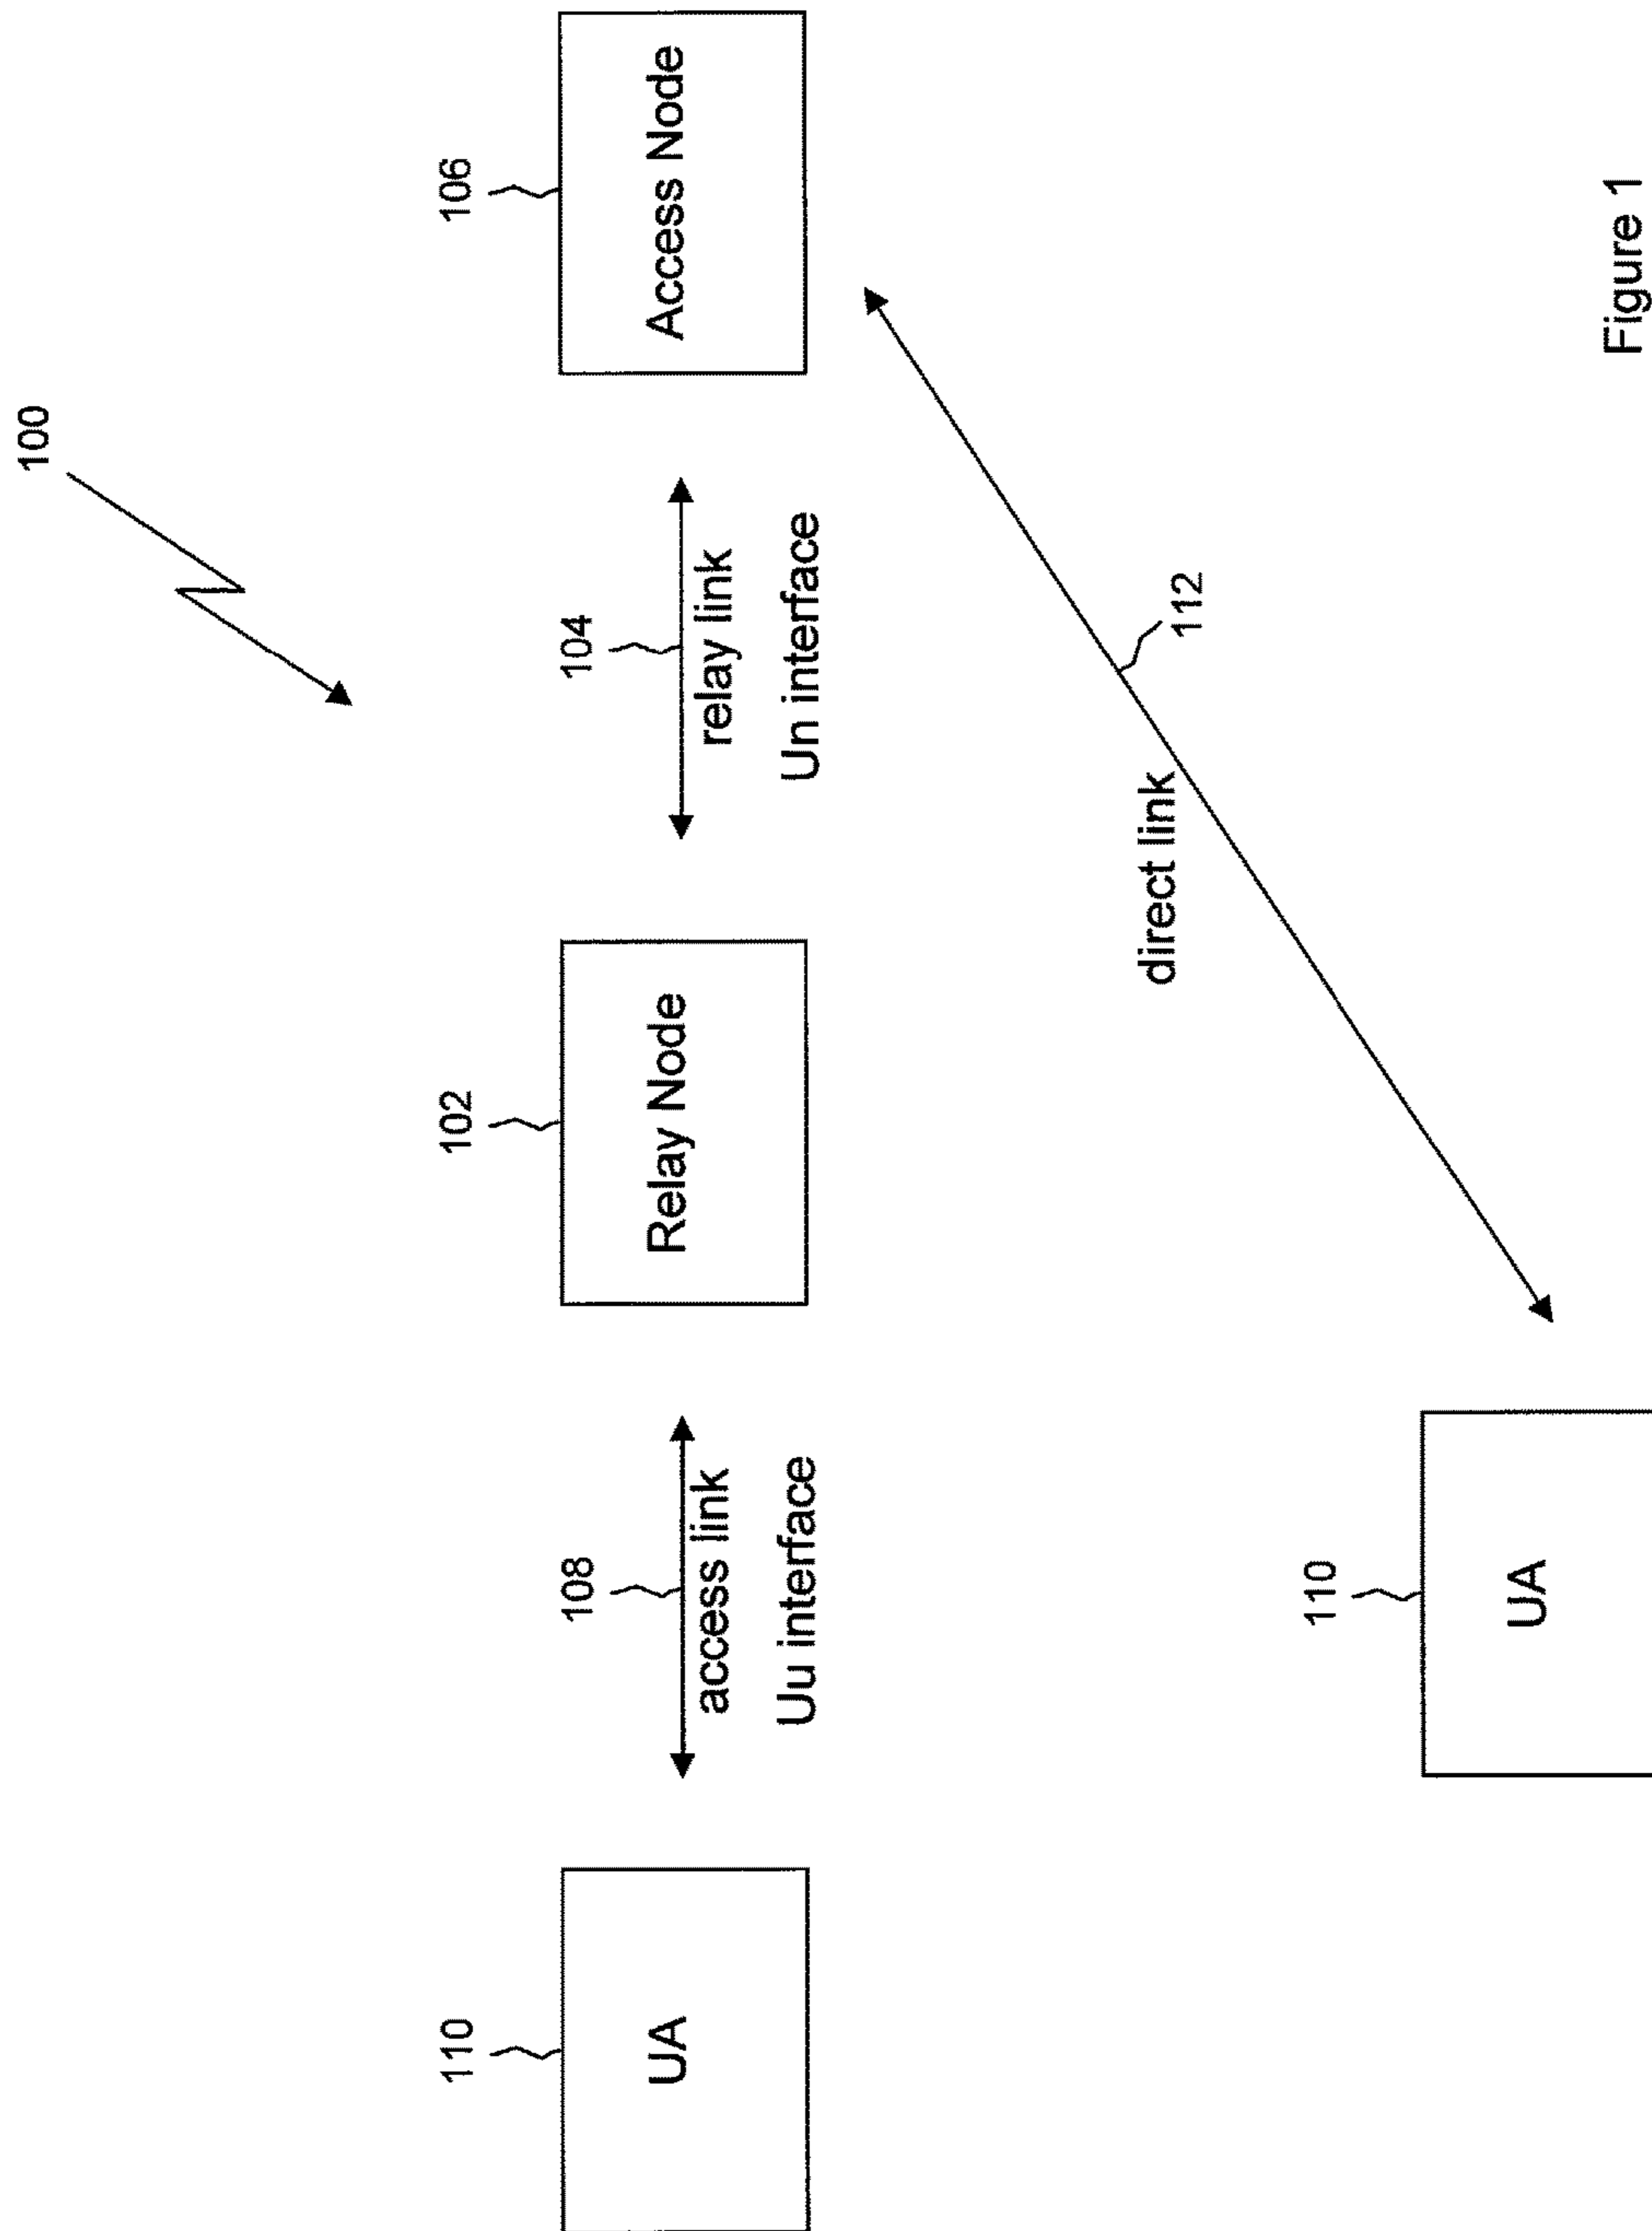 100
110
102
106
UA
Relay Node
Access Node
108
104
access link
relay link
Uu interface
Un interface
direct link
112
110
UA
Figure 1